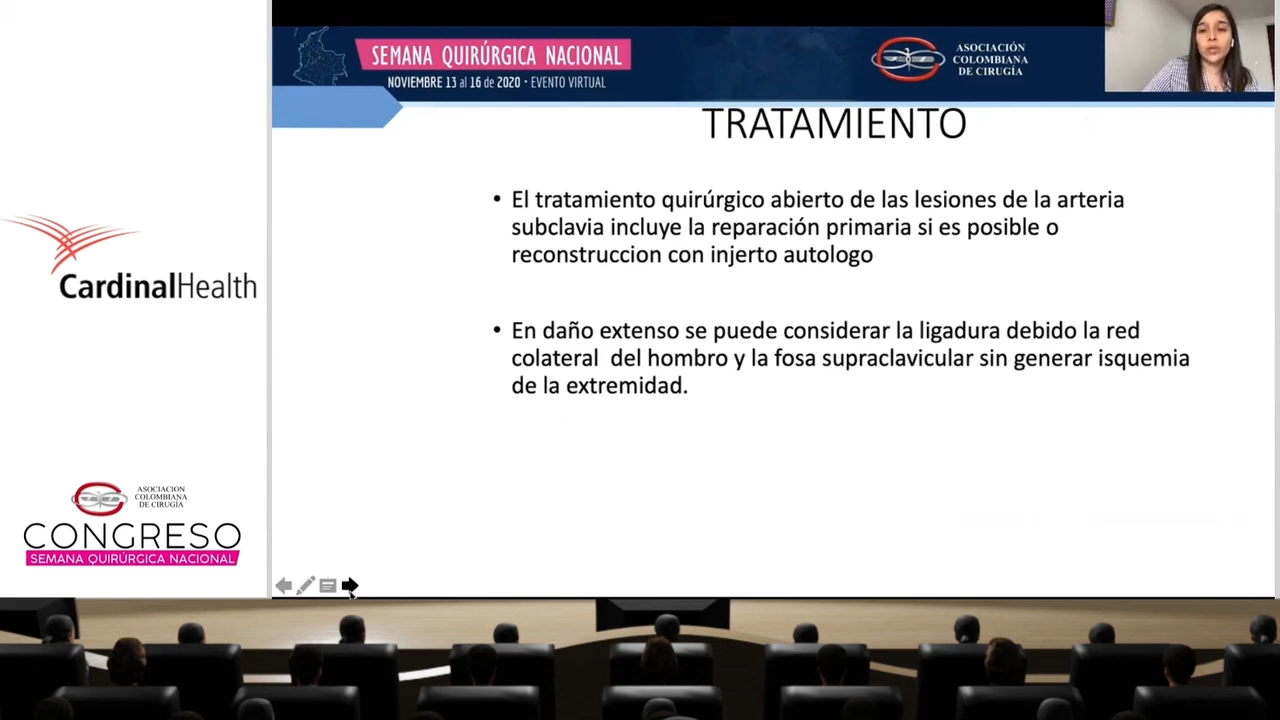 SEMANA QUIRÚRGICA NACIONAL
NOVIEMBRE 13 al 16 de 2020 • EVENTO VIRTUAL
ASOCIACIÓN
COLOMBIANA
DE CIRUGÍA
TRATAMIENTO
• El tratamiento quirúrgico abierto de las lesiones de la arteria
subclavia incluye la reparación primaria si es posible o
reconstruccion con injerto autologo
• En daño extenso se puede considerar la ligadura debido la red
colateral del hombro y la fosa supraclavicular sin generar isquemia
de la extremidad.
CardinalHealth
ASOCIACION
COLOMBIANA
DE CIRUGÍA
CONGRESO
SEMANA QUIRÚRGICA NACIONAL